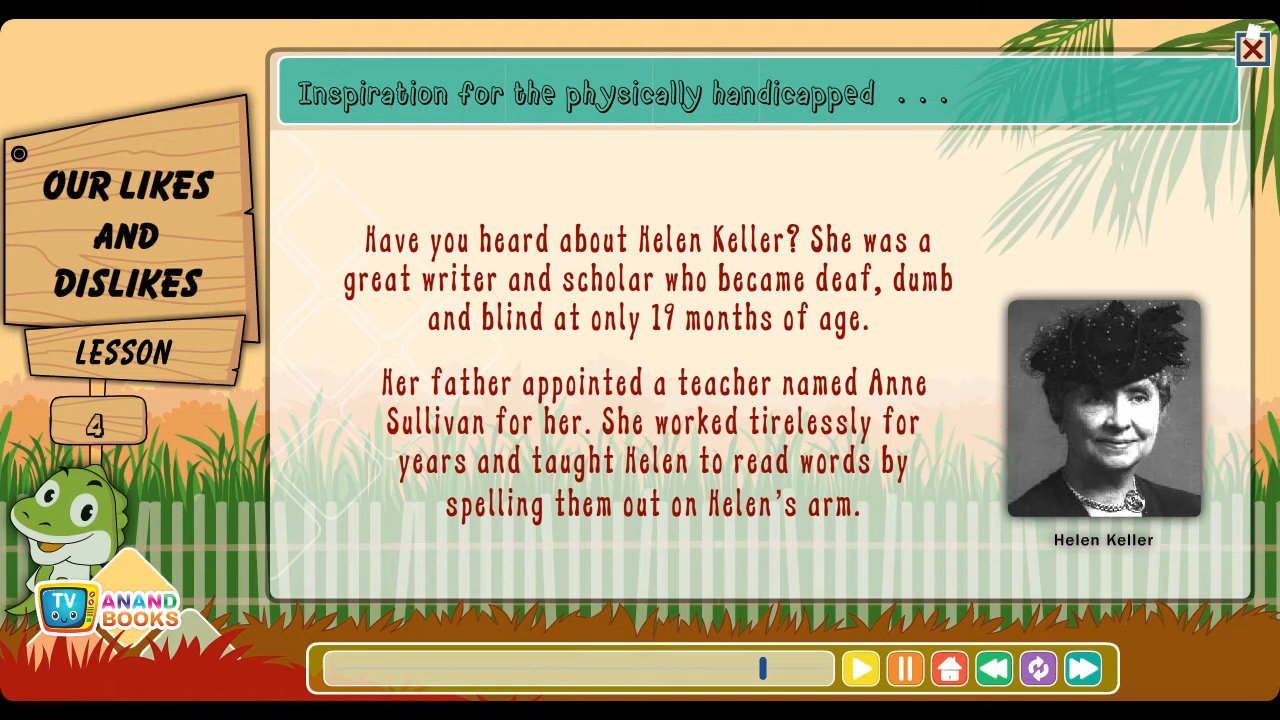 Inspiration for the physically handicapped . . .
OUR LIKES
AND
DISLIKES
LESSON
4
Have you heard about Helen Keller? She was a
great writer and scholar who became deaf, dumb
and blind at only 19 months of age.
Her father appointed a teacher named Anne
Sullivan for her. She worked tirelessly for
years and taught Helen to read words by
spelling them out on Helen's arm.
Helen Keller
TV
ANAND
BOOKS